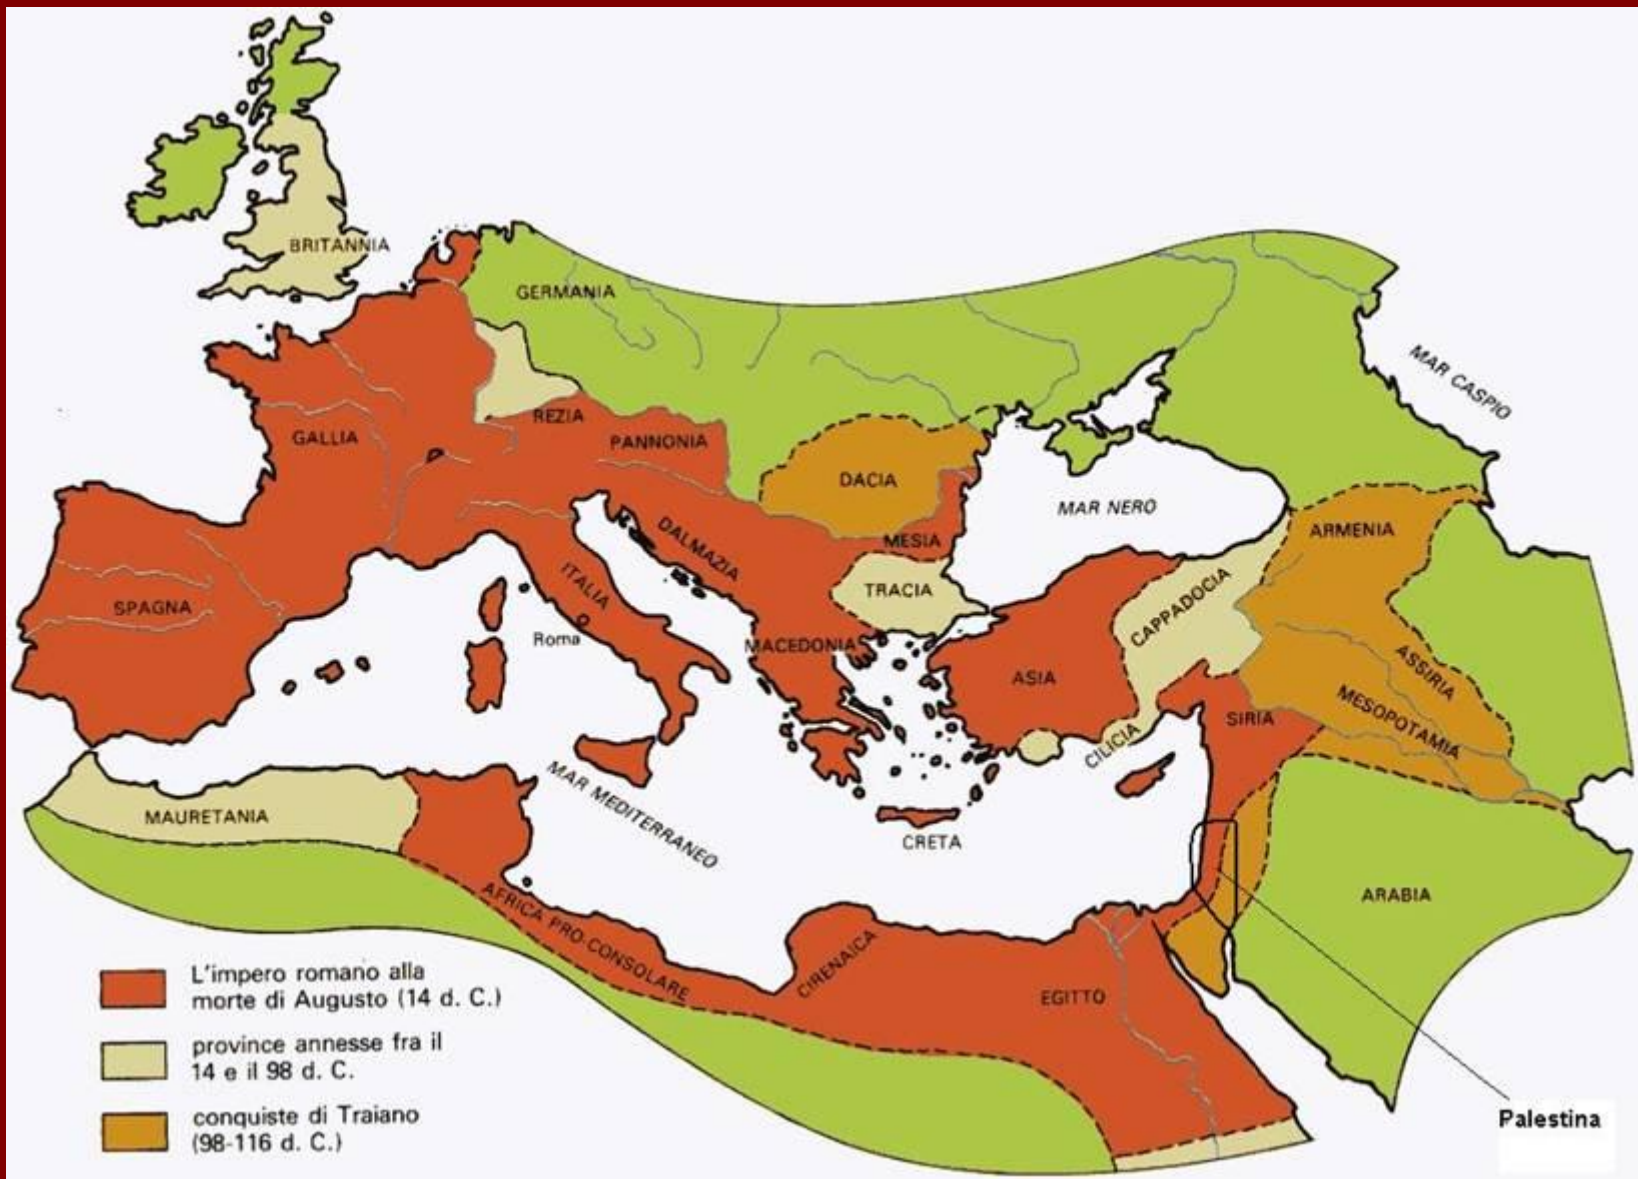 BRITANNIA
GERMANIA
MAR CASPIO
REZIA
GALLIA
PANNONIA
DACIA
MAR NERO
ARMENIA
DALMAZIA
MESIA
ITALIA
TRACIA
CAPPADOCIA
SPAGNA
Roma
MACEDONIA
ASIA
ASSIRIA
MESOPOTAMIA
SIRIA
CILICIA
MAR MEDITERRANEO
MAURETANIA
CRETA
ARABIA
AFRICA PRO-CONSOLARE
CIRENAICA
EGITTO
L'impero romano alla
morte di Augusto (14 d. C.)
province annesse fra il
14 e il 98 d. C.
conquiste di Traiano
(98-116 d. C.)
Palestina